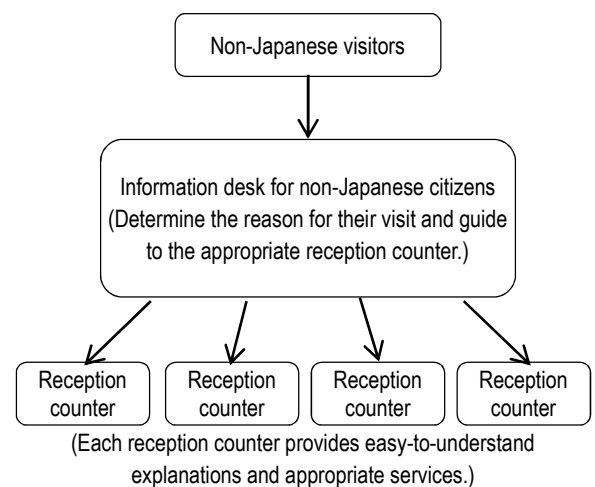 Non-Japanese visitors
Information desk for non-Japanese citizens
(Determine the reason for their visit and guide
to the appropriate reception counter.)
Reception
counter
Reception
counter
Reception
counter
Reception
counter
(Each reception counter provides easy-to-understand
explanations and appropriate services.)